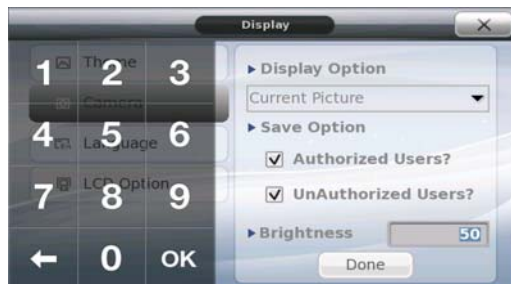 Display
Theme
Camera
Language
LCD Option
1 2 3
4 5 6
7 8 9
0 OK
Display Option
Current Picture
Save Option
Authorized Users?
UnAuthorized Users?
Brightness 50
Done